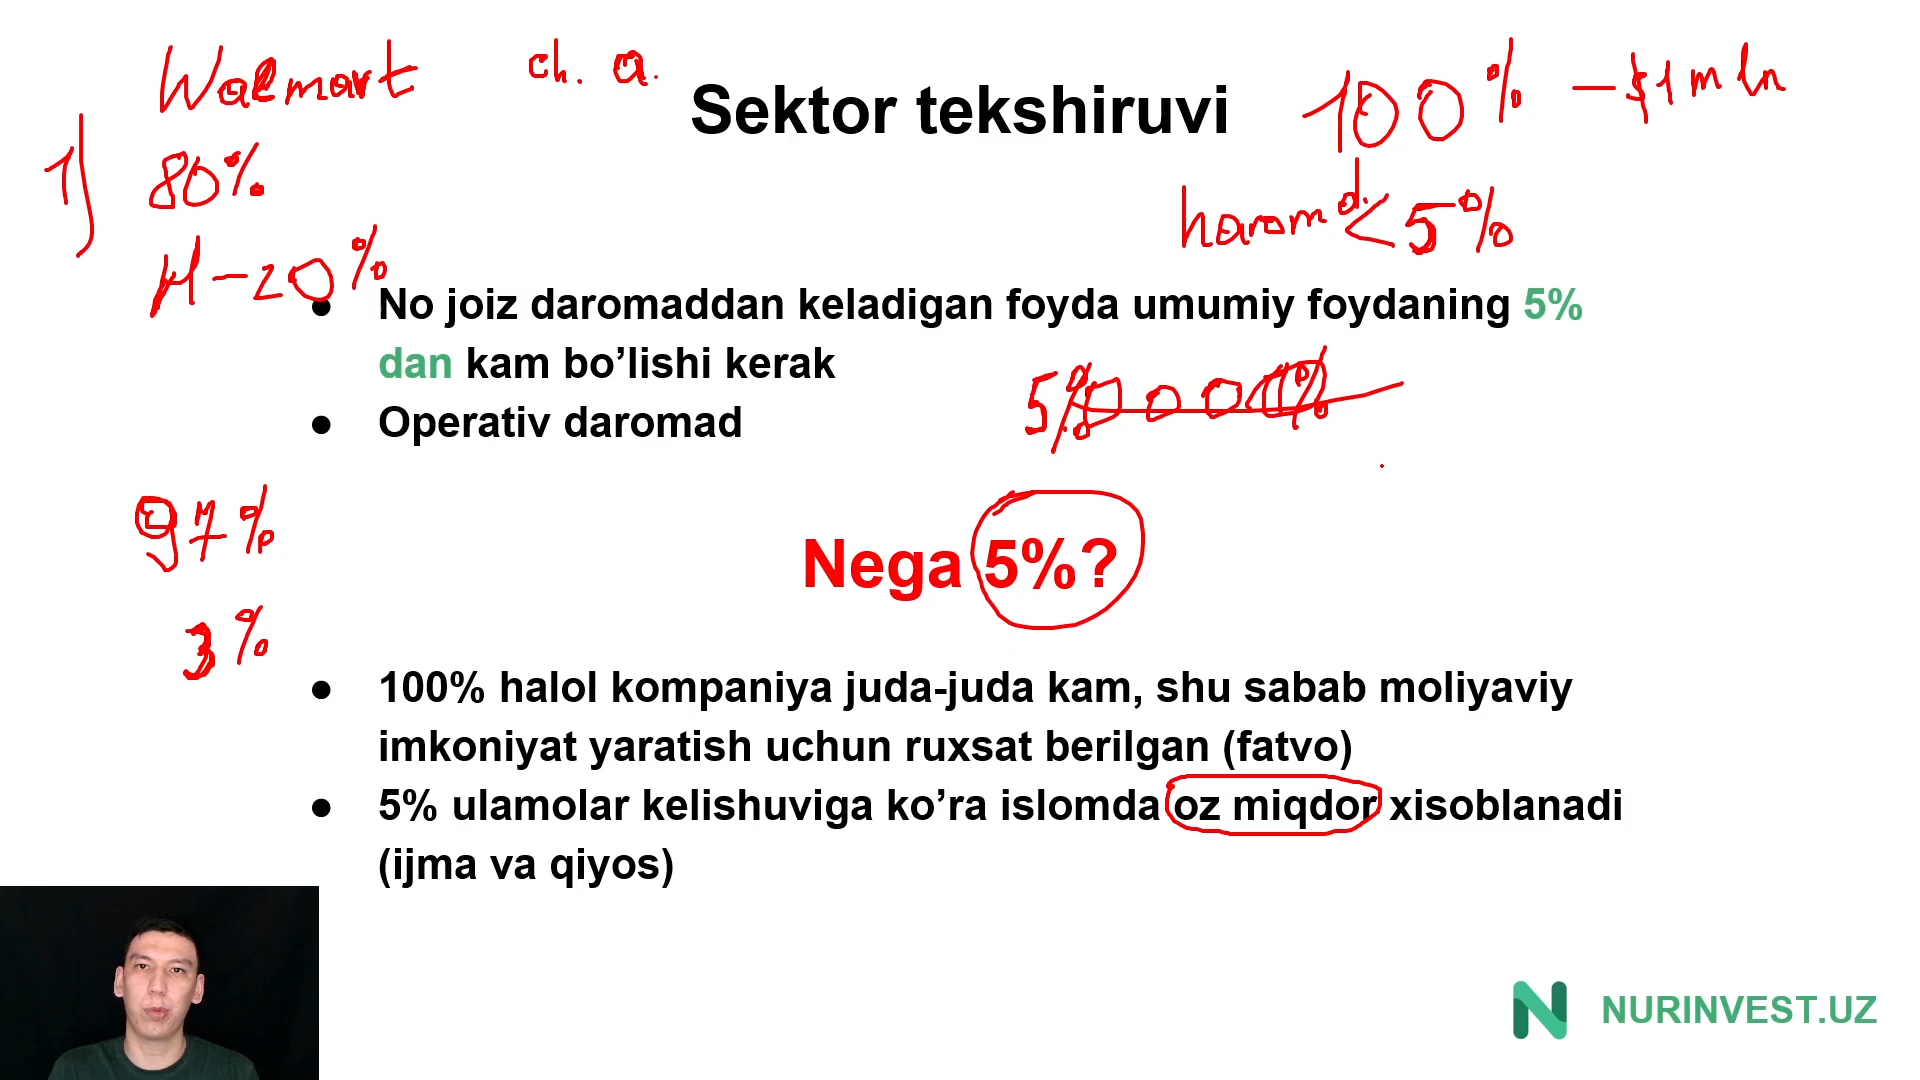 Walmart
ch. a.
Sektor tekshiruvi
100% - $1 mln
1)
80%
harom d. < 5%
H - 20%
● No joiz daromaddan keladigan foyda umumiy foydaning 5%
dan kam bo’lishi kerak
● Operativ daromad
5%
97%
Nega 5%?
3%
● 100% halol kompaniya juda-juda kam, shu sabab moliyaviy
imkoniyat yaratish uchun ruxsat berilgan (fatvo)
● 5% ulamolar kelishuviga ko’ra islomda oz miqdor xisoblanadi
(ijma va qiyos)
NURINVEST.UZ